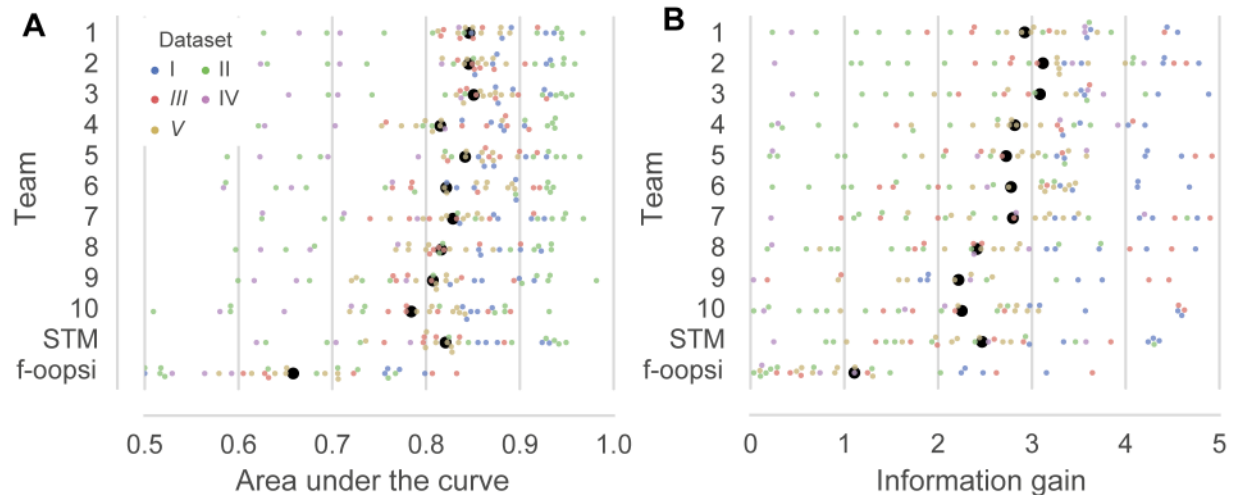 A
B
Dataset
I
II
III
IV
V
Team
1
2
3
4
5
6
7
8
9
10
STM
f-oopsi
0.5 0.6 0.7 0.8 0.9 1.0
Area under the curve
Team
1
2
3
4
5
6
7
8
9
10
STM
f-oopsi
0 1 2 3 4 5
Information gain